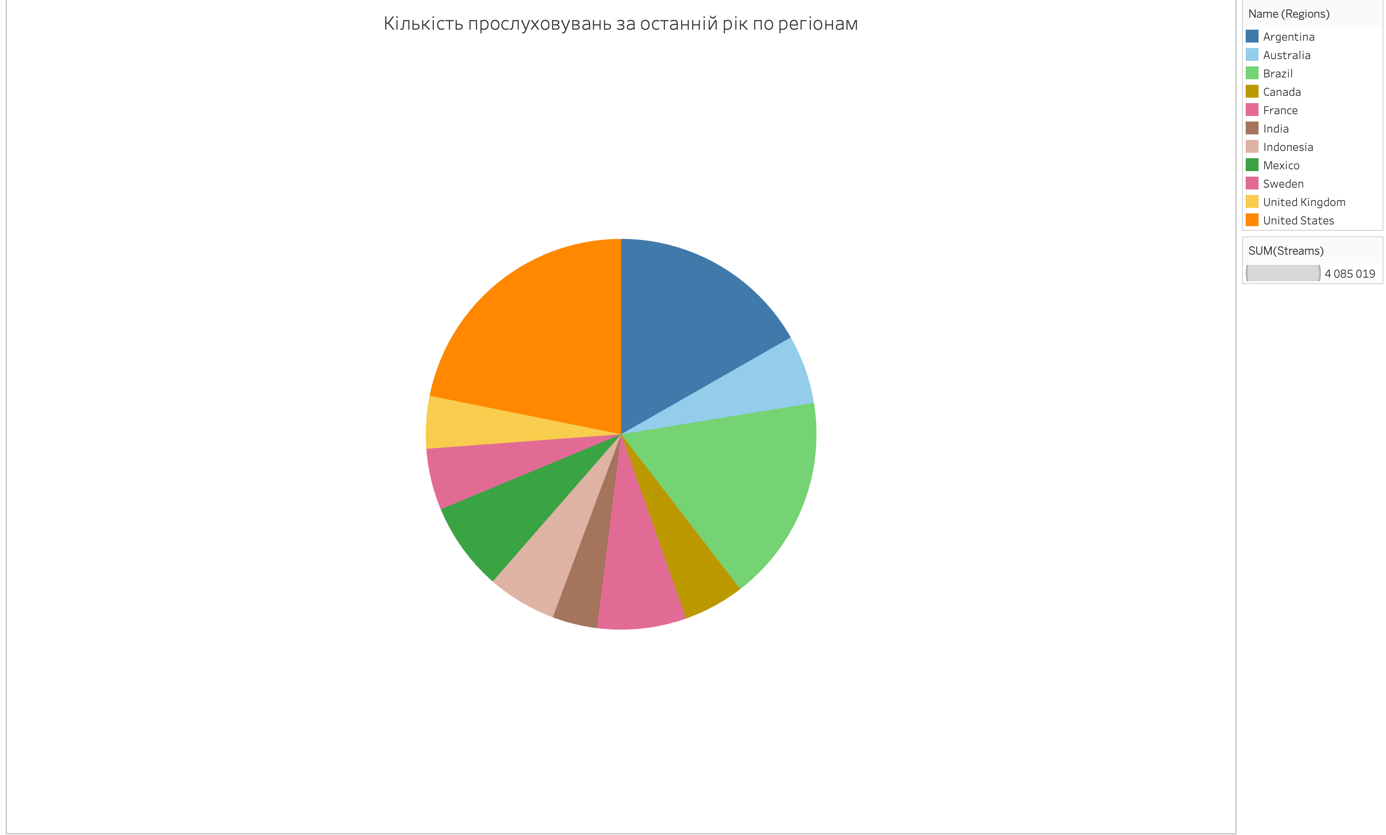 Кількість прослуховувань за останній рік по регіонам
Name (Regions)
Argentina
Australia
Brazil
Canada
France
India
Indonesia
Mexico
Sweden
United Kingdom
United States
SUM(Streams)
4 085 019